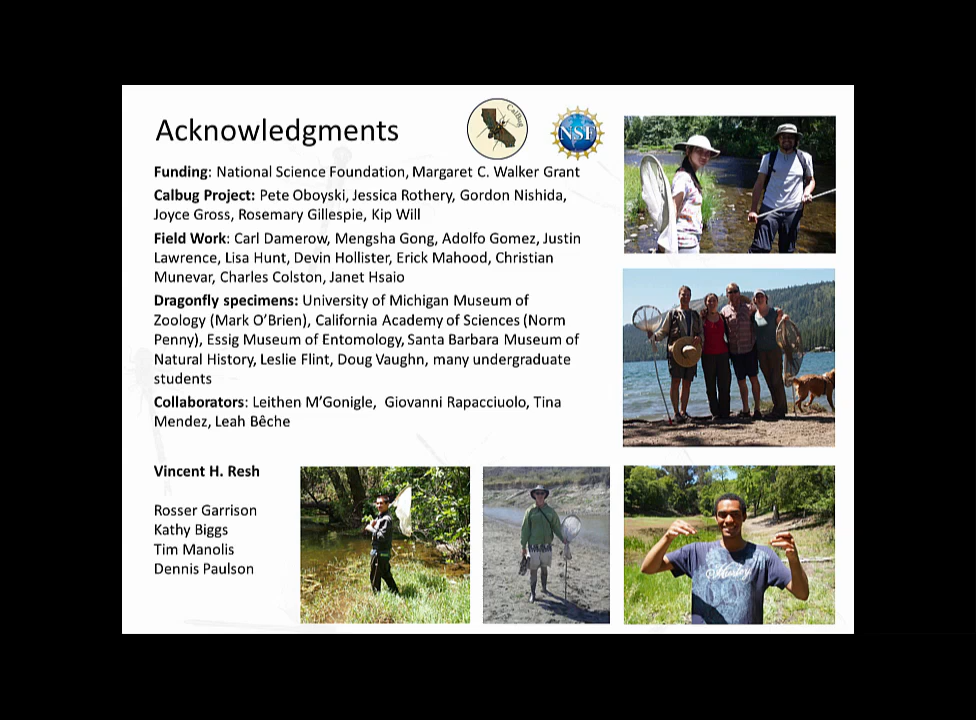 Acknowledgments
Calbug
NSF
Funding: National Science Foundation, Margaret C. Walker Grant
Calbug Project: Pete Oboyski, Jessica Rothery, Gordon Nishida,
Joyce Gross, Rosemary Gillespie, Kip Will
Field Work: Carl Damerow, Mengsha Gong, Adolfo Gomez, Justin
Lawrence, Lisa Hunt, Devin Hollister, Erick Mahood, Christian
Munevar, Charles Colston, Janet Hsaio
Dragonfly specimens: University of Michigan Museum of
Zoology (Mark O'Brien), California Academy of Sciences (Norm
Penny), Essig Museum of Entomology, Santa Barbara Museum of
Natural History, Leslie Flint, Doug Vaughn, many undergraduate
students
Collaborators: Leithen M'Gonigle,  Giovanni Rapacciuolo, Tina
Mendez, Leah Bêche
Vincent H. Resh
Rosser Garrison
Kathy Biggs
Tim Manolis
Dennis Paulson
Hurley